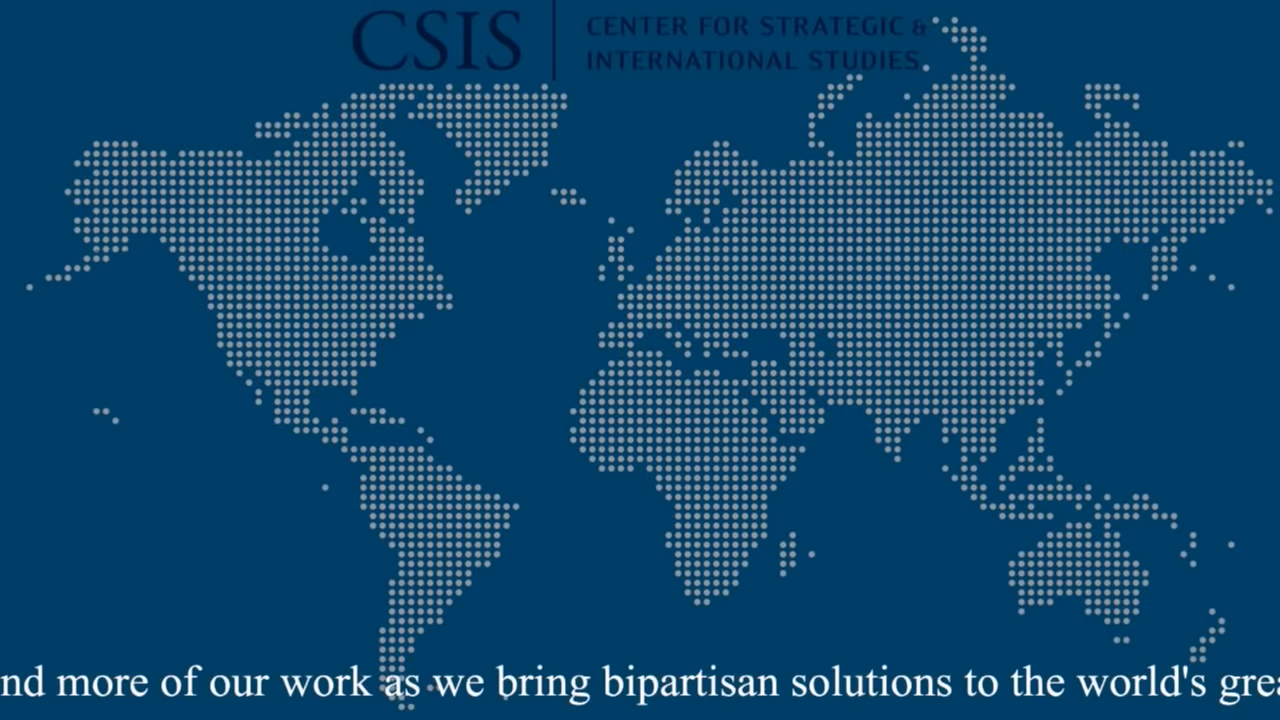 CSIS
CENTER FOR STRATEGIC &
INTERNATIONAL STUDIES
more of our work as we bring bipartisan solutions to the world's